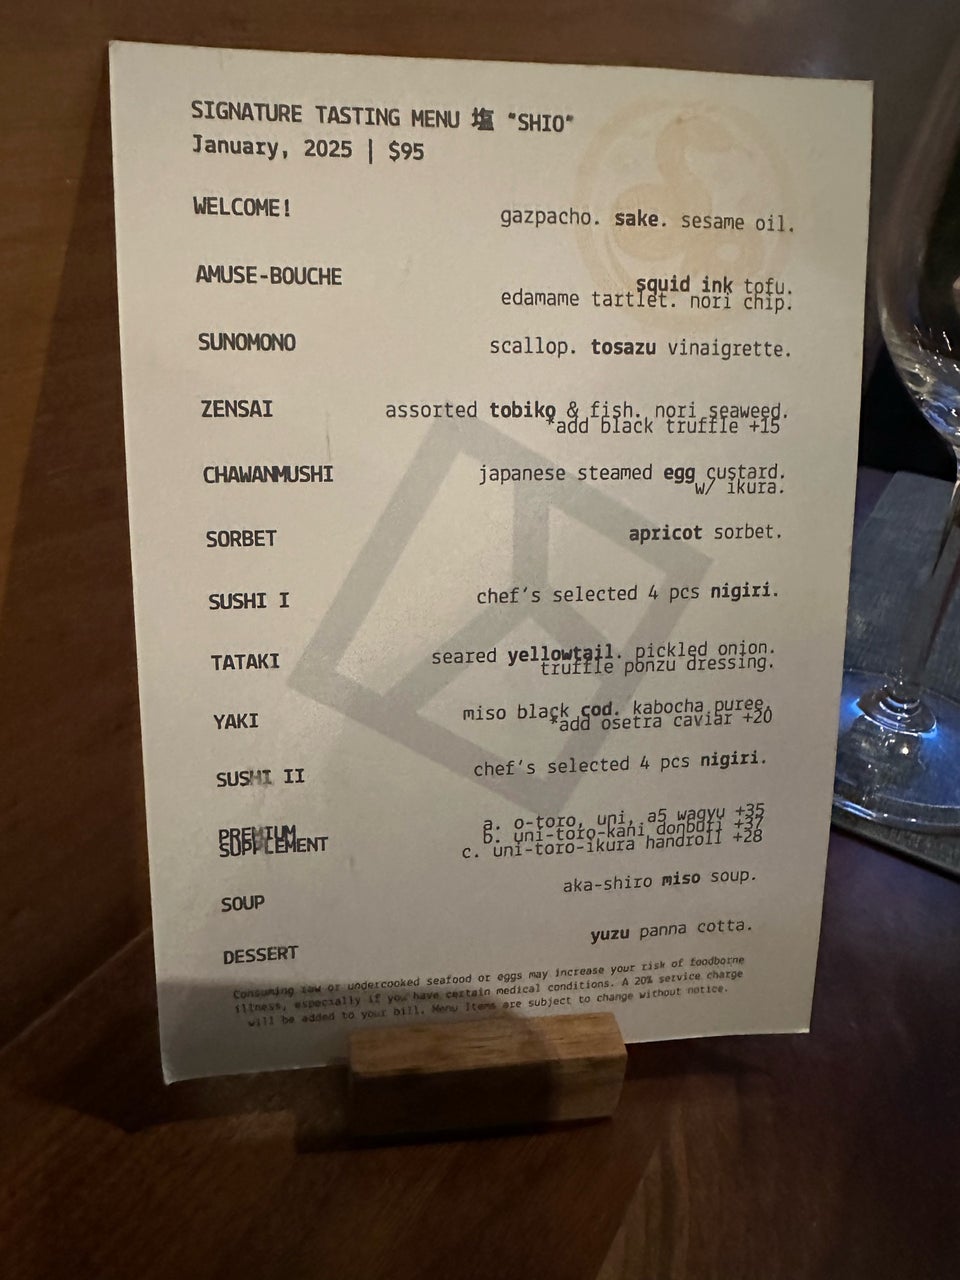 SIGNATURE TASTING MENU 塩 "SHIO"
January, 2025 | $95
WELCOME!
gazpacho. sake. sesame oil.
AMUSE-BOUCHE
squid ink tofu.
edamame tartlet. nori chip.
SUNOMONO
scallop. tosazu vinaigrette.
ZENSAI
assorted tobiko & fish. nori seaweed.
*add black truffle +15
CHAWANMUSHI
japanese steamed egg custard.
w/ ikura.
SORBET
apricot sorbet.
SUSHI I
chef's selected 4 pcs nigiri.
TATAKI
seared yellowtail. pickled onion.
truffle ponzu dressing.
YAKI
miso black cod. kabocha puree.
*add osetra caviar +20
SUSHI II
chef's selected 4 pcs nigiri.
PREMIUM
SUPPLEMENT
a. o-toro, uni, a5 wagyu +35
b. uni-toro-kani donburi +37
c. uni-toro-ikura handroll +28
SOUP
aka-shiro miso soup.
DESSERT
yuzu panna cotta.
Consuming raw or undercooked seafood or eggs may increase your risk of foodborne
illness, especially if you have certain medical conditions. A 20% service charge
will be added to your bill. Menu Items are subject to change without notice.